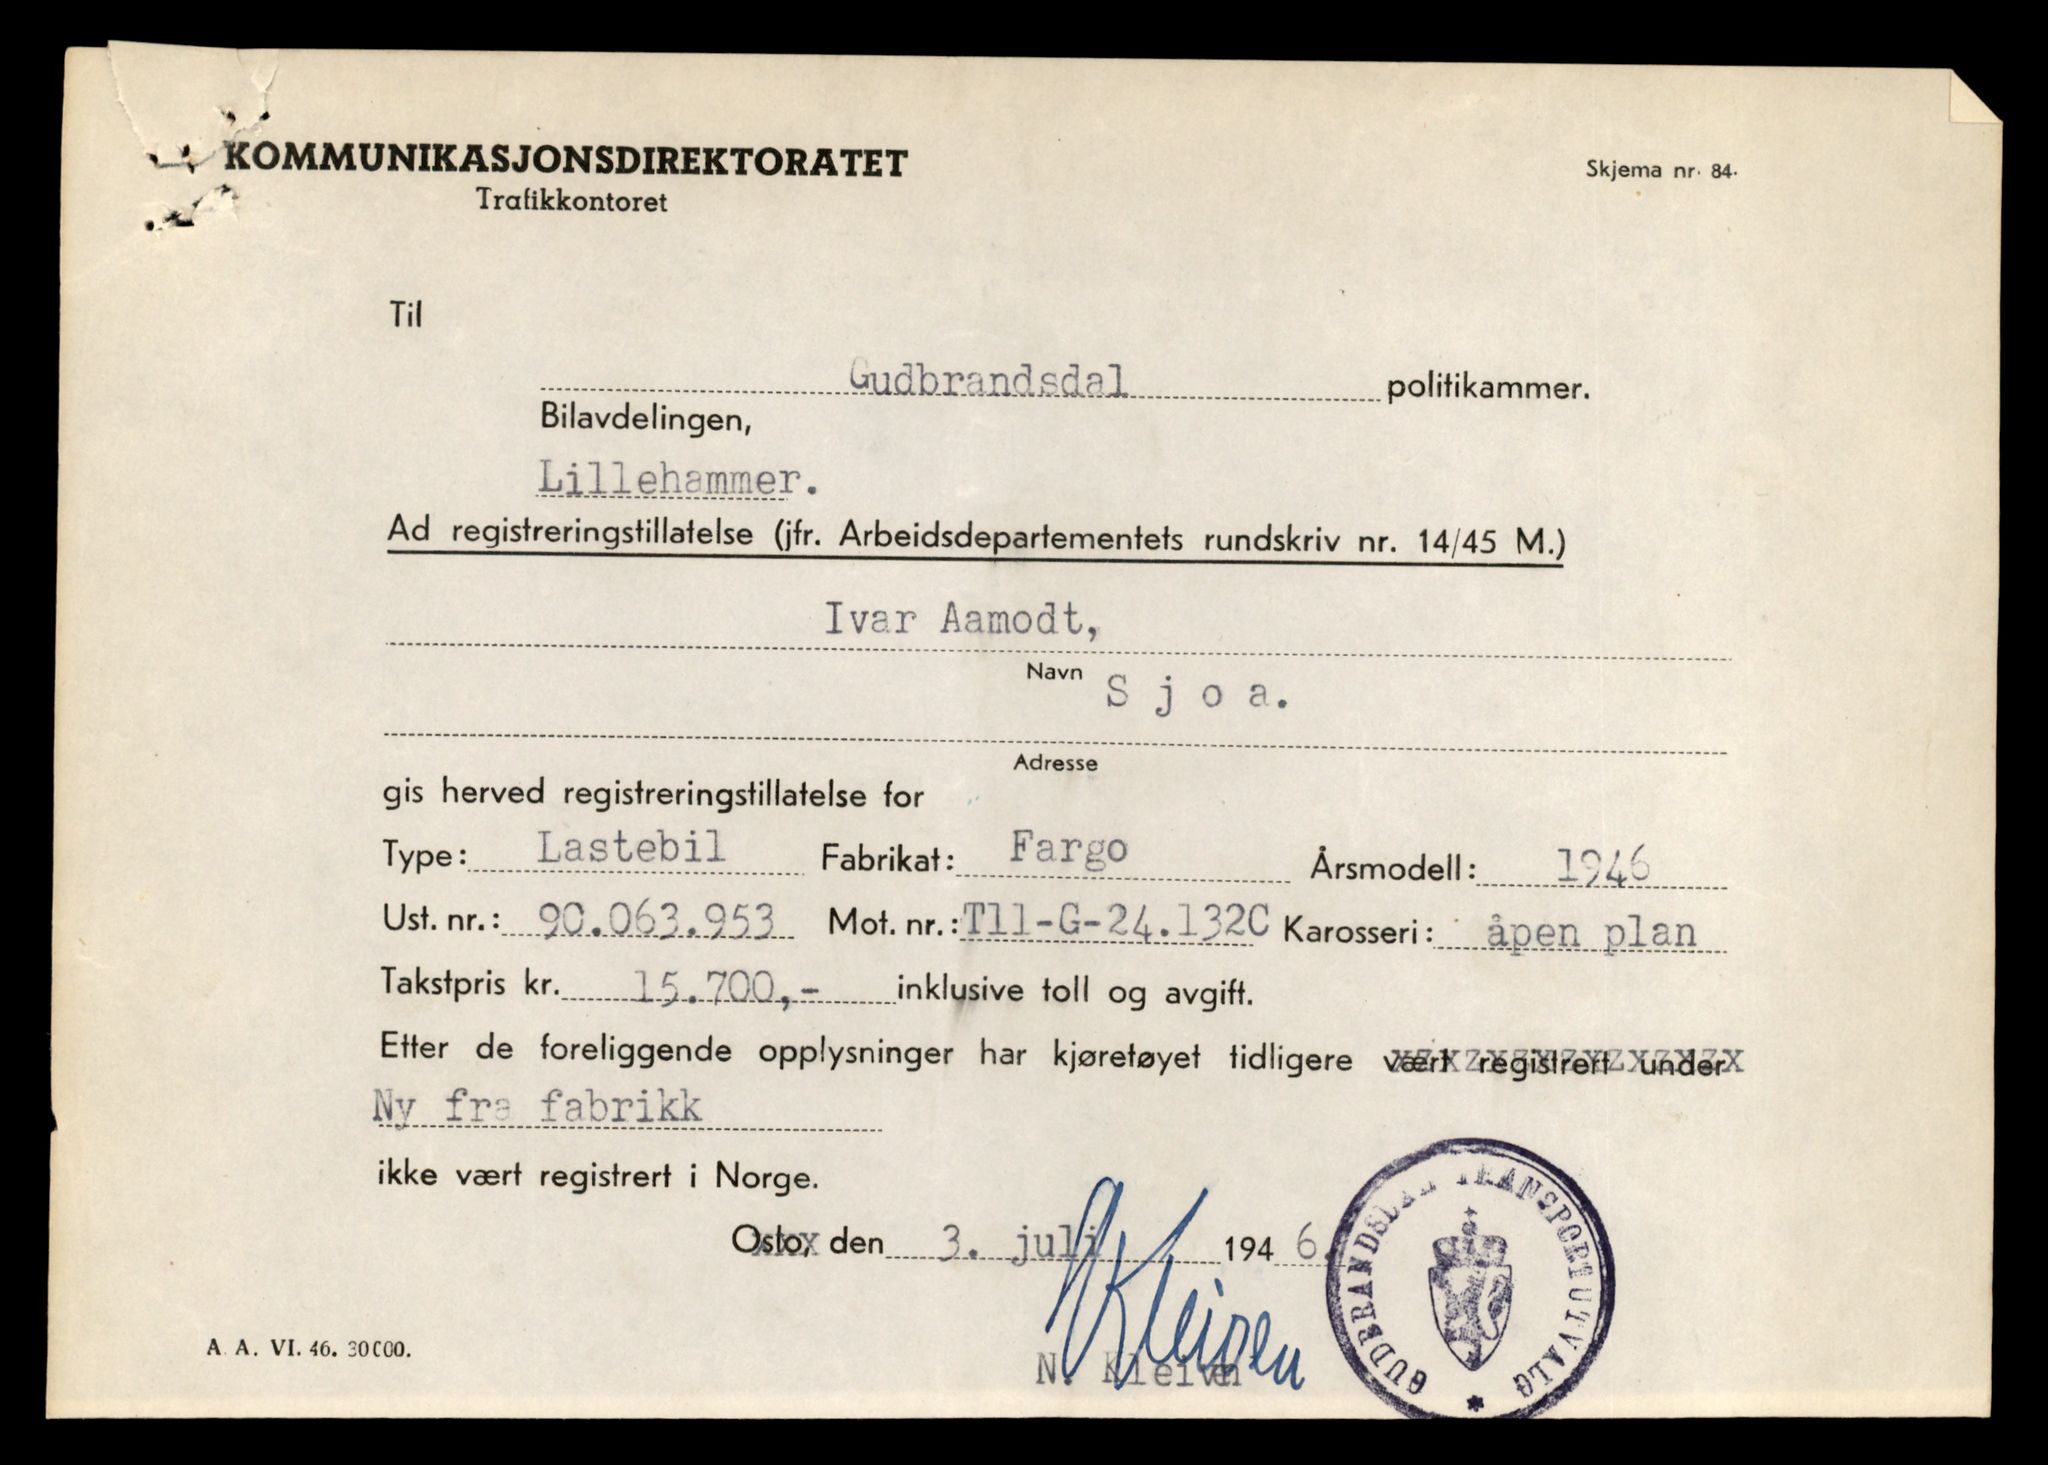 KOMMUNIKASJONSDIREKTORATET
Trafikkontoret
Skjema nr. 84.
Til
Gudbrandsdal politikammer.
Bilavdelingen,
Lillehammer.
Ad registreringstillatelse (jfr. Arbeidsdepartementets rundskriv nr. 14/45 M.)
Ivar Aamodt,
Navn
Sjoa.
Adresse
gis herved registreringstillatelse for
Type: Lastebil Fabrikat: Fargo Årsmodell: 1946
Ust. nr.: 90.063.953 Mot. nr.: T11-G-24.132C Karosseri: åpen plan
Takstpris kr. 15.700,- inklusive toll og avgift.
Etter de foreliggende opplysninger har kjøretøyet tidligere vært registrert under
Ny fra fabrikk
ikke vært registrert i Norge.
Oslo, den 3. juli 1946.
N Kleiven
N. Kleiven
GUDBRANDSDAL TRANSPORTUTVALG
A. A. VI. 46. 30000.